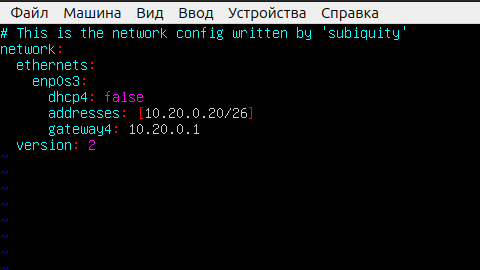 Файл Машина Вид Ввод Устройства Справка
# This is the network config written by 'subiquity'
network:
  ethernets:
    enp0s3:
      dhcp4: false
      addresses: [10.20.0.20/26]
      gateway4: 10.20.0.1
  version: 2
~
~
~
~
~
~
~
~